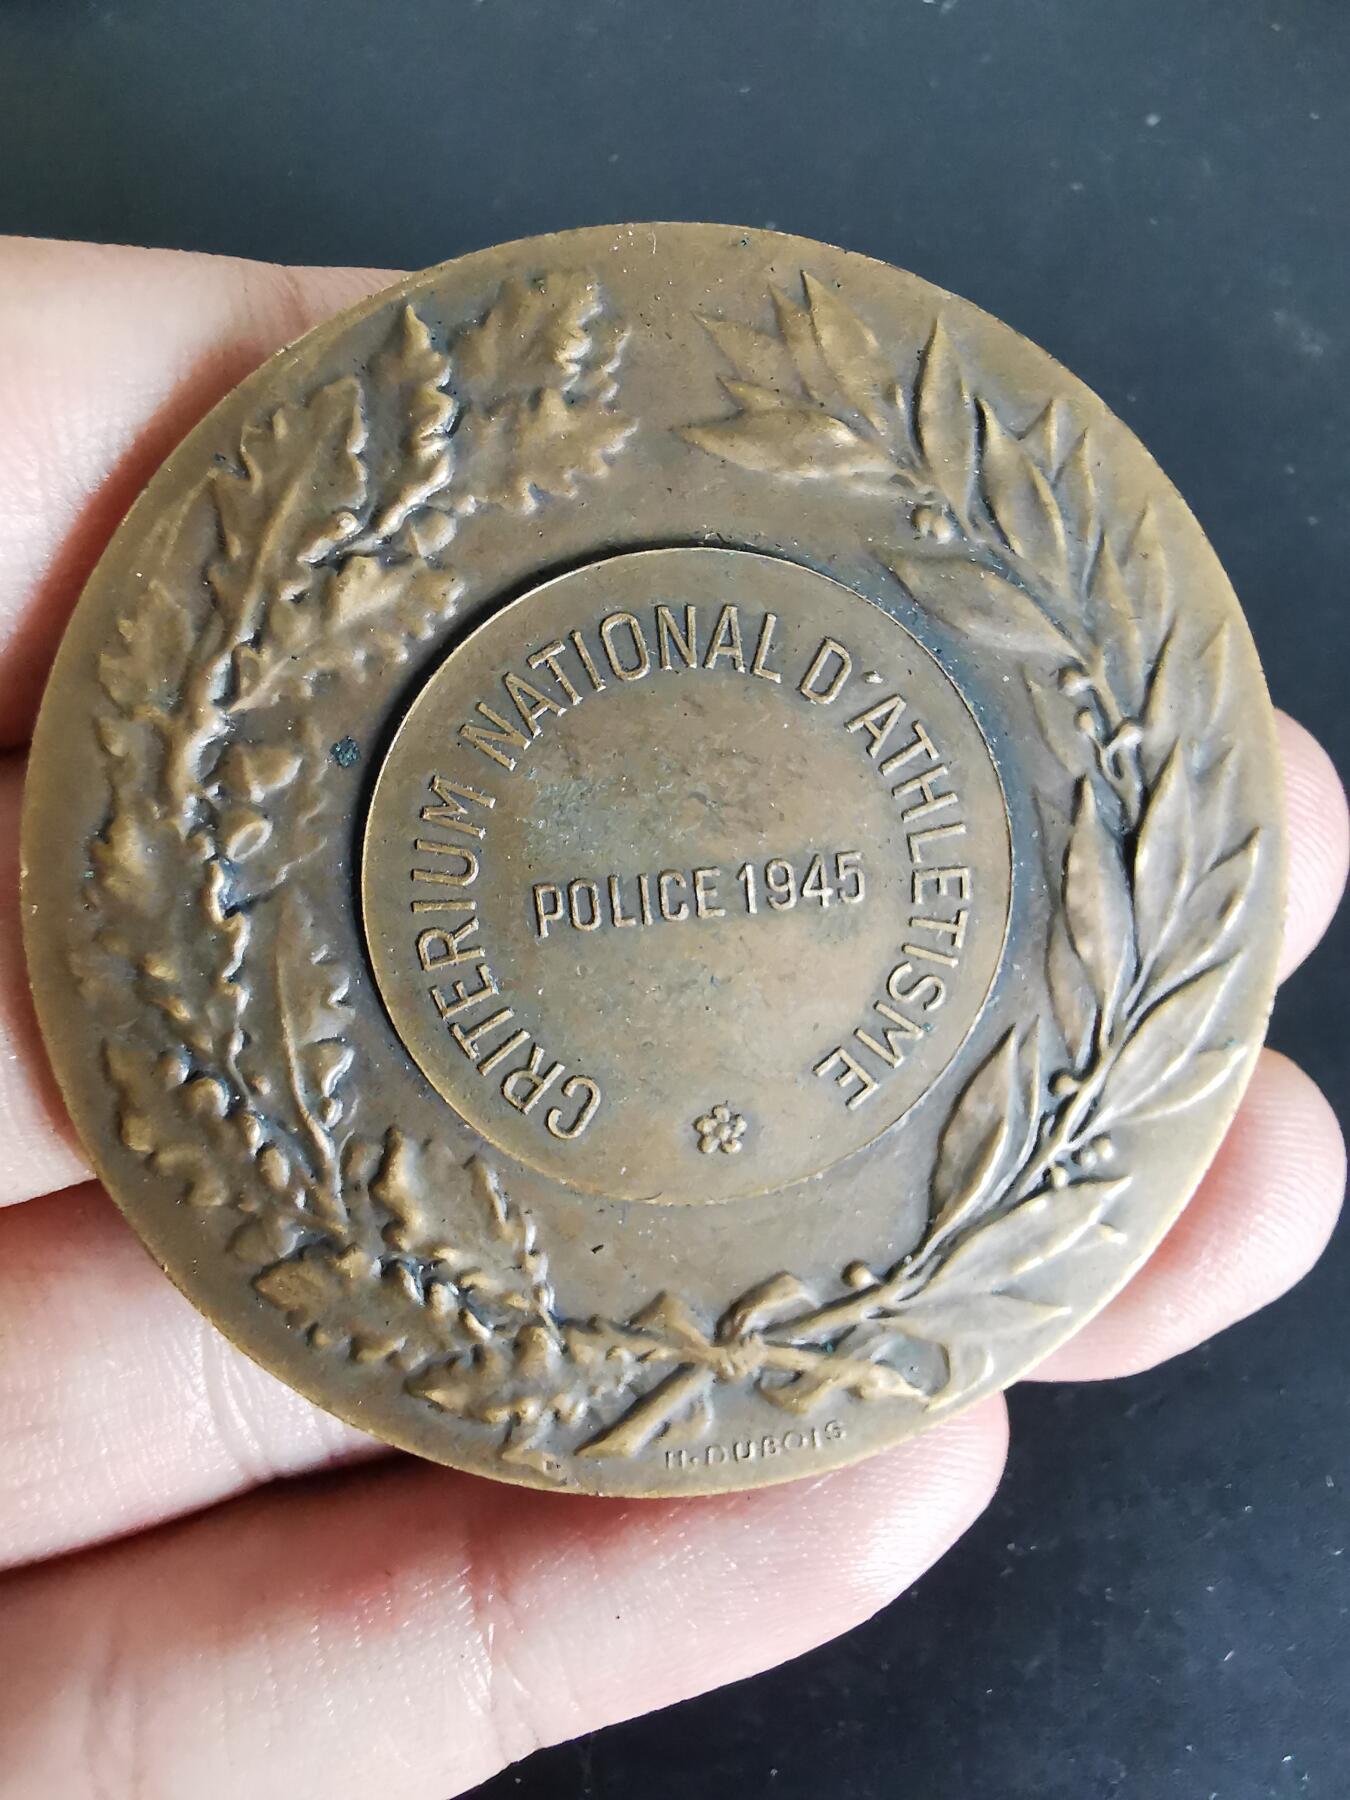 CRITERIUM NATIONAL D'ATHLETISME
POLICE 1945
H. DUBOIS